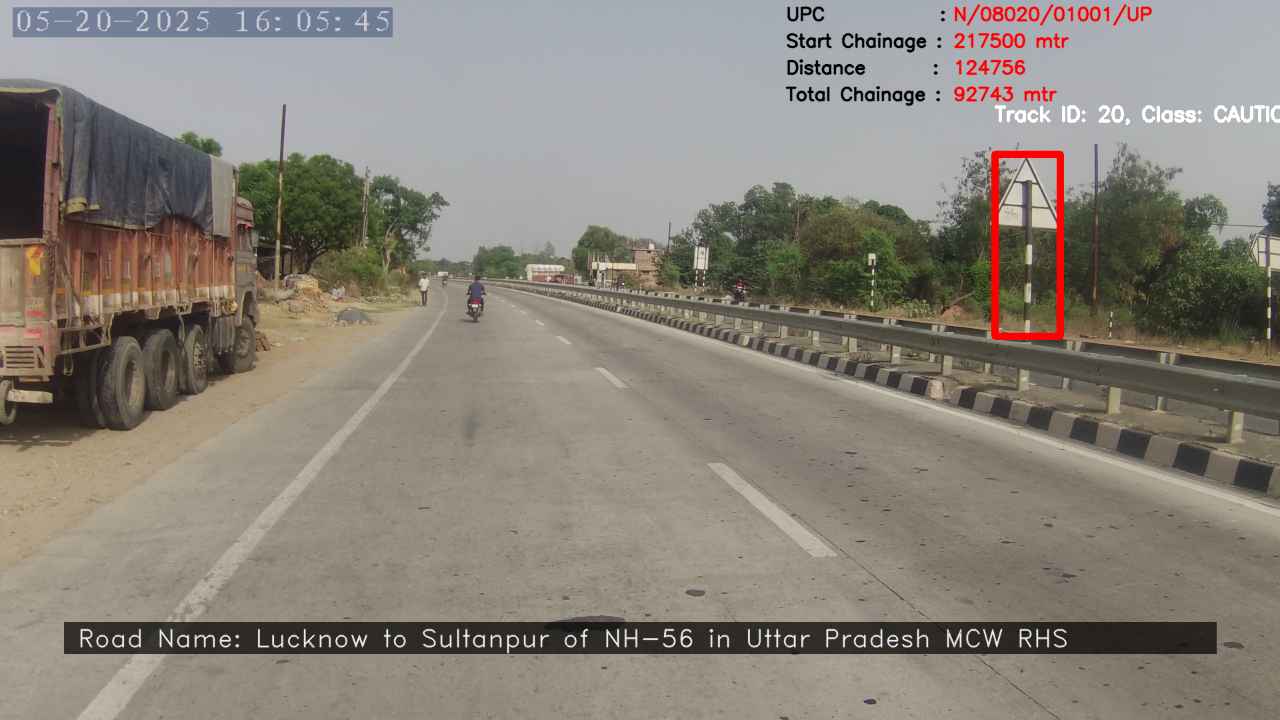 05-20-2025 16:05:45
UPC : N/08020/01001/UP
Start Chainage : 217500 mtr
Distance : 124756
Total Chainage : 92743 mtr
Track ID: 20, Class: CAUTIO
Road Name: Lucknow to Sultanpur of NH-56 in Uttar Pradesh MCW RHS